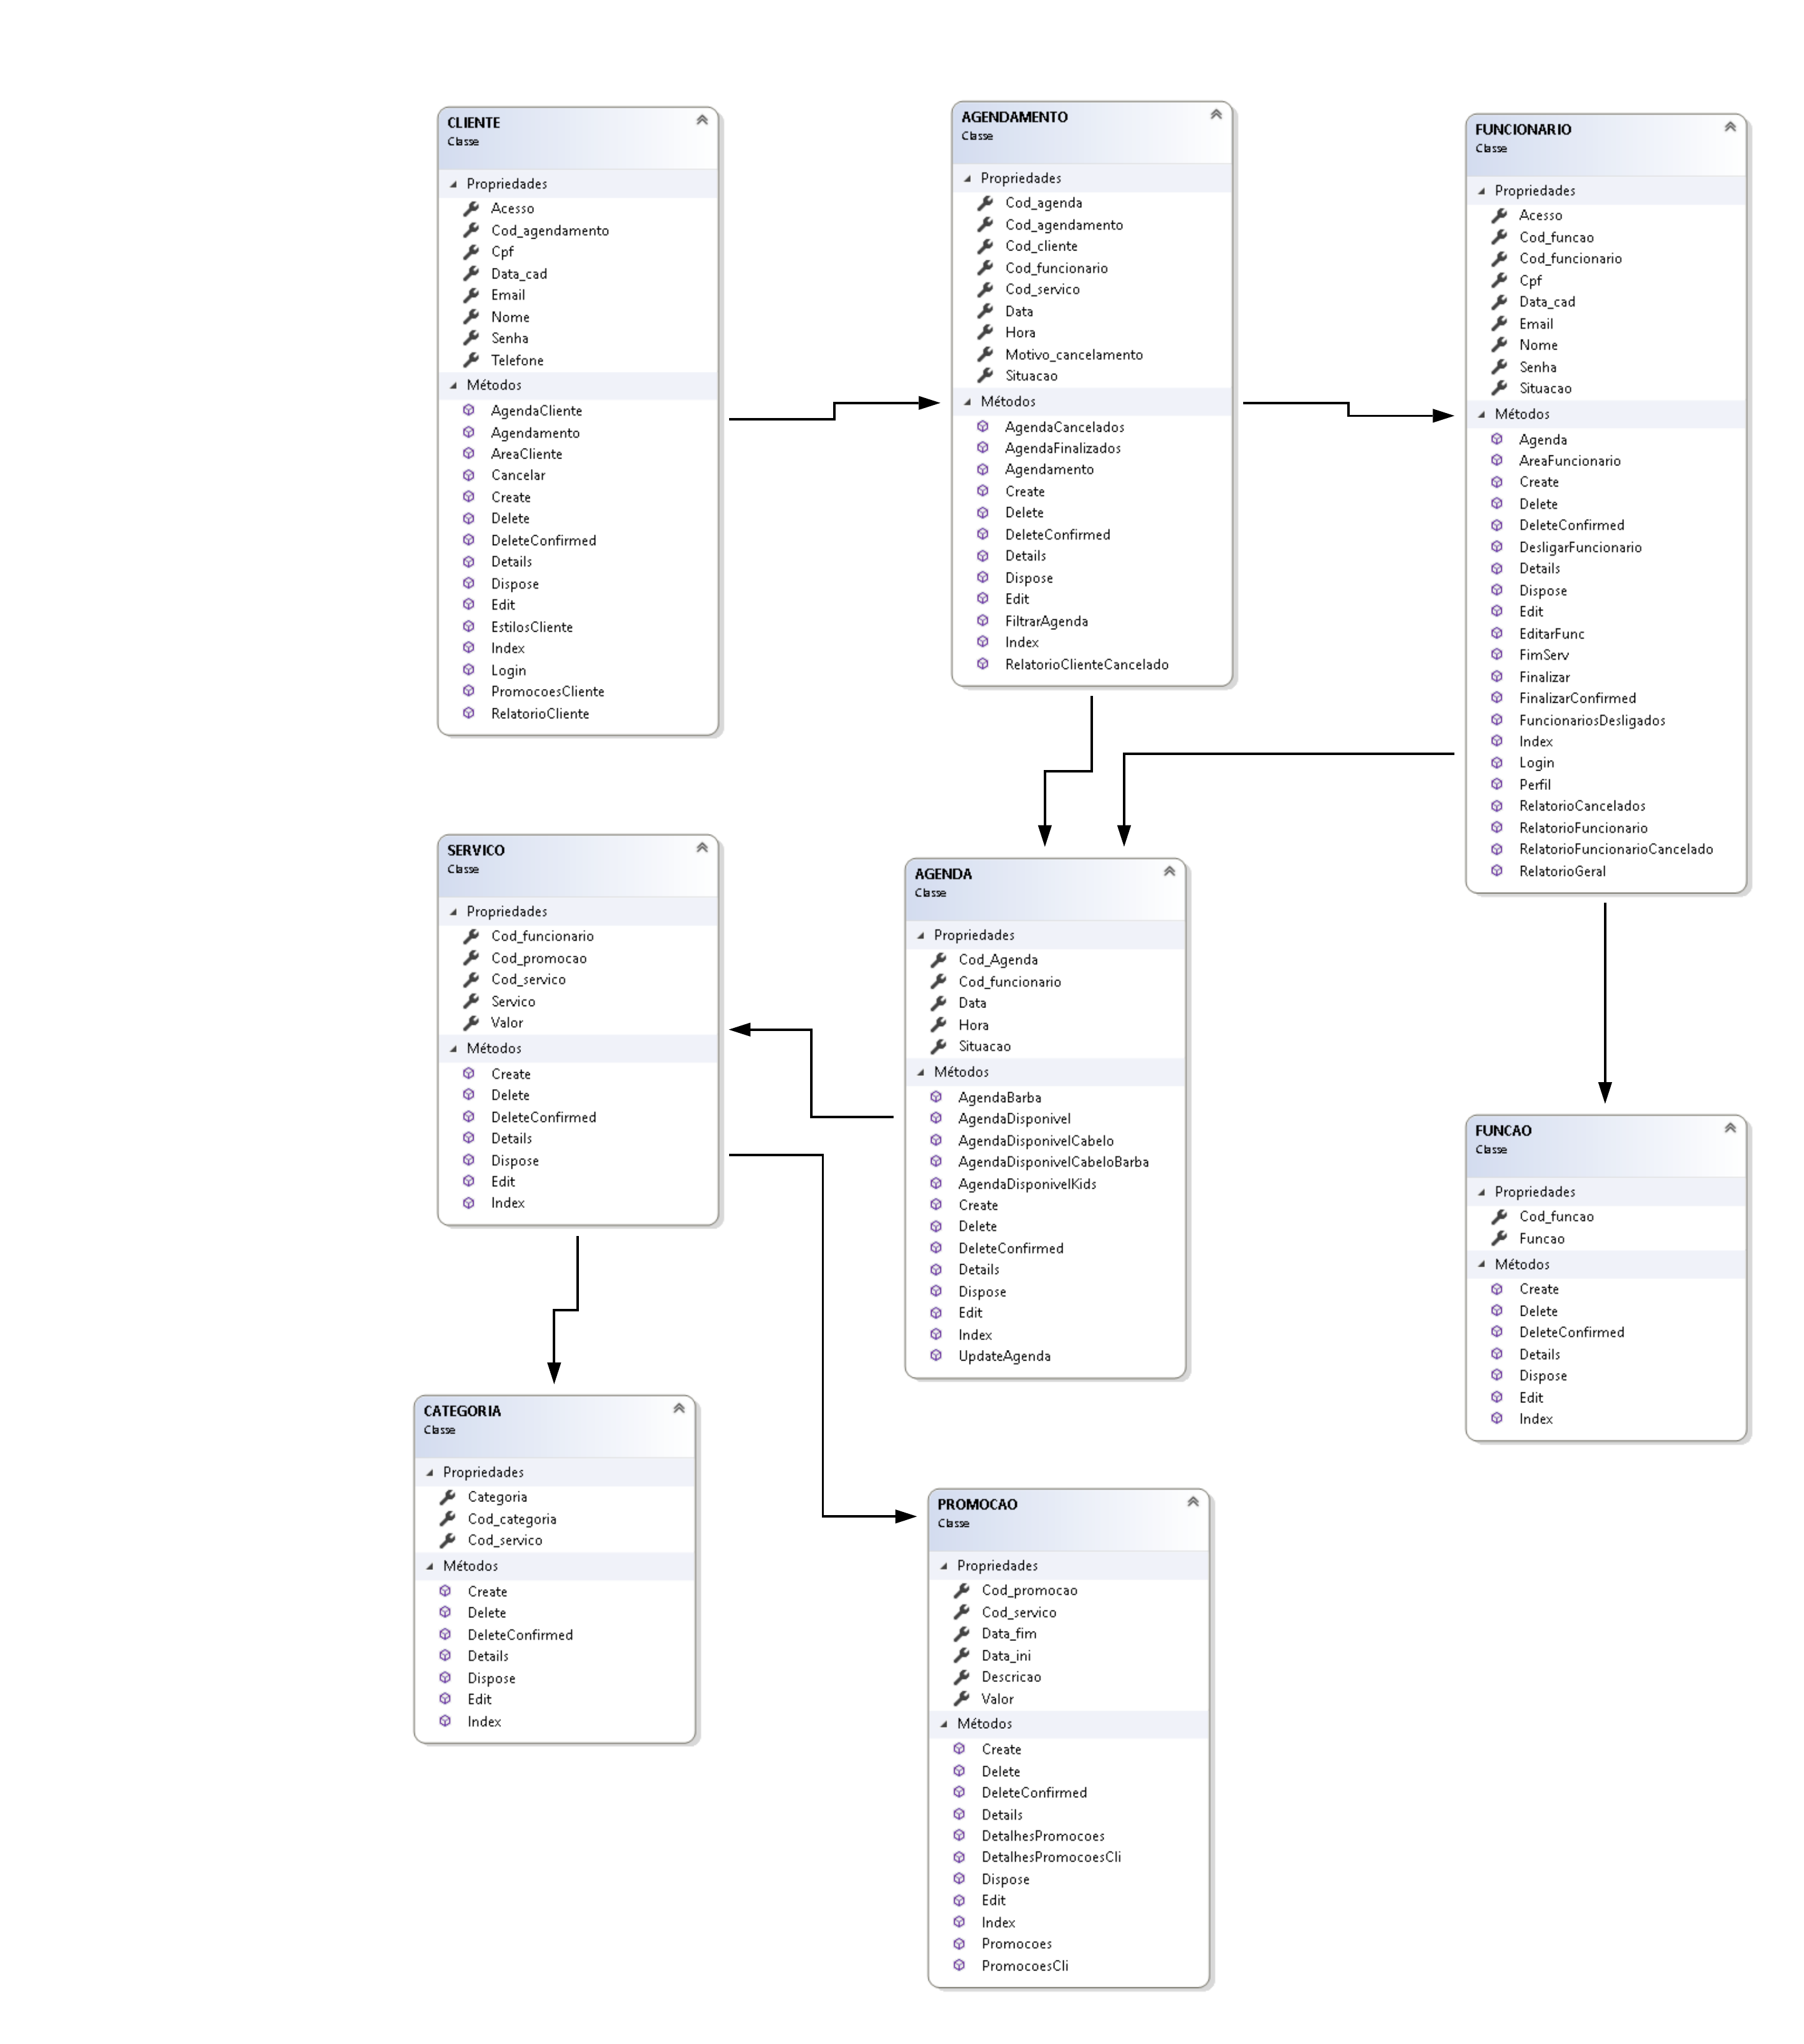 CLIENTE
Classe
Propriedades
Acesso
Cod_agendamento
Cpf
Data_cad
Email
Nome
Senha
Telefone
Métodos
AgendaCliente
Agendamento
AreaCliente
Cancelar
Create
Delete
DeleteConfirmed
Details
Dispose
Edit
EstilosCliente
Index
Login
PromocoesCliente
RelatorioCliente
AGENDAMENTO
Classe
Propriedades
Cod_agenda
Cod_agendamento
Cod_cliente
Cod_funcionario
Cod_servico
Data
Hora
Motivo_cancelamento
Situacao
Métodos
AgendaCancelados
AgendaFinalizados
Agendamento
Create
Delete
DeleteConfirmed
Details
Dispose
Edit
FiltrarAgenda
Index
RelatorioClienteCancelado
FUNCIONARIO
Classe
Propriedades
Acesso
Cod_funcao
Cod_funcionario
Cpf
Data_cad
Email
Nome
Senha
Situacao
Métodos
Agenda
AreaFuncionario
Create
Delete
DeleteConfirmed
DesligarFuncionario
Details
Dispose
Edit
EditarFunc
FimServ
Finalizar
FinalizarConfirmed
FuncionariosDesligados
Index
Login
Perfil
RelatorioCancelados
RelatorioFuncionario
RelatorioFuncionarioCancelado
RelatorioGeral
SERVICO
Classe
Propriedades
Cod_funcionario
Cod_promocao
Cod_servico
Servico
Valor
Métodos
Create
Delete
DeleteConfirmed
Details
Dispose
Edit
Index
AGENDA
Classe
Propriedades
Cod_Agenda
Cod_funcionario
Data
Hora
Situacao
Métodos
AgendaBarba
AgendaDisponivel
AgendaDisponivelCabelo
AgendaDisponivelCabeloBarba
AgendaDisponivelKids
Create
Delete
DeleteConfirmed
Details
Dispose
Edit
Index
UpdateAgenda
FUNCAO
Classe
Propriedades
Cod_funcao
Funcao
Métodos
Create
Delete
DeleteConfirmed
Details
Dispose
Edit
Index
CATEGORIA
Classe
Propriedades
Categoria
Cod_categoria
Cod_servico
Métodos
Create
Delete
DeleteConfirmed
Details
Dispose
Edit
Index
PROMOCAO
Classe
Propriedades
Cod_promocao
Cod_servico
Data_fim
Data_ini
Descricao
Valor
Métodos
Create
Delete
DeleteConfirmed
Details
DetalhesPromocoes
DetalhesPromocoesCli
Dispose
Edit
Index
Promocoes
PromocoesCli